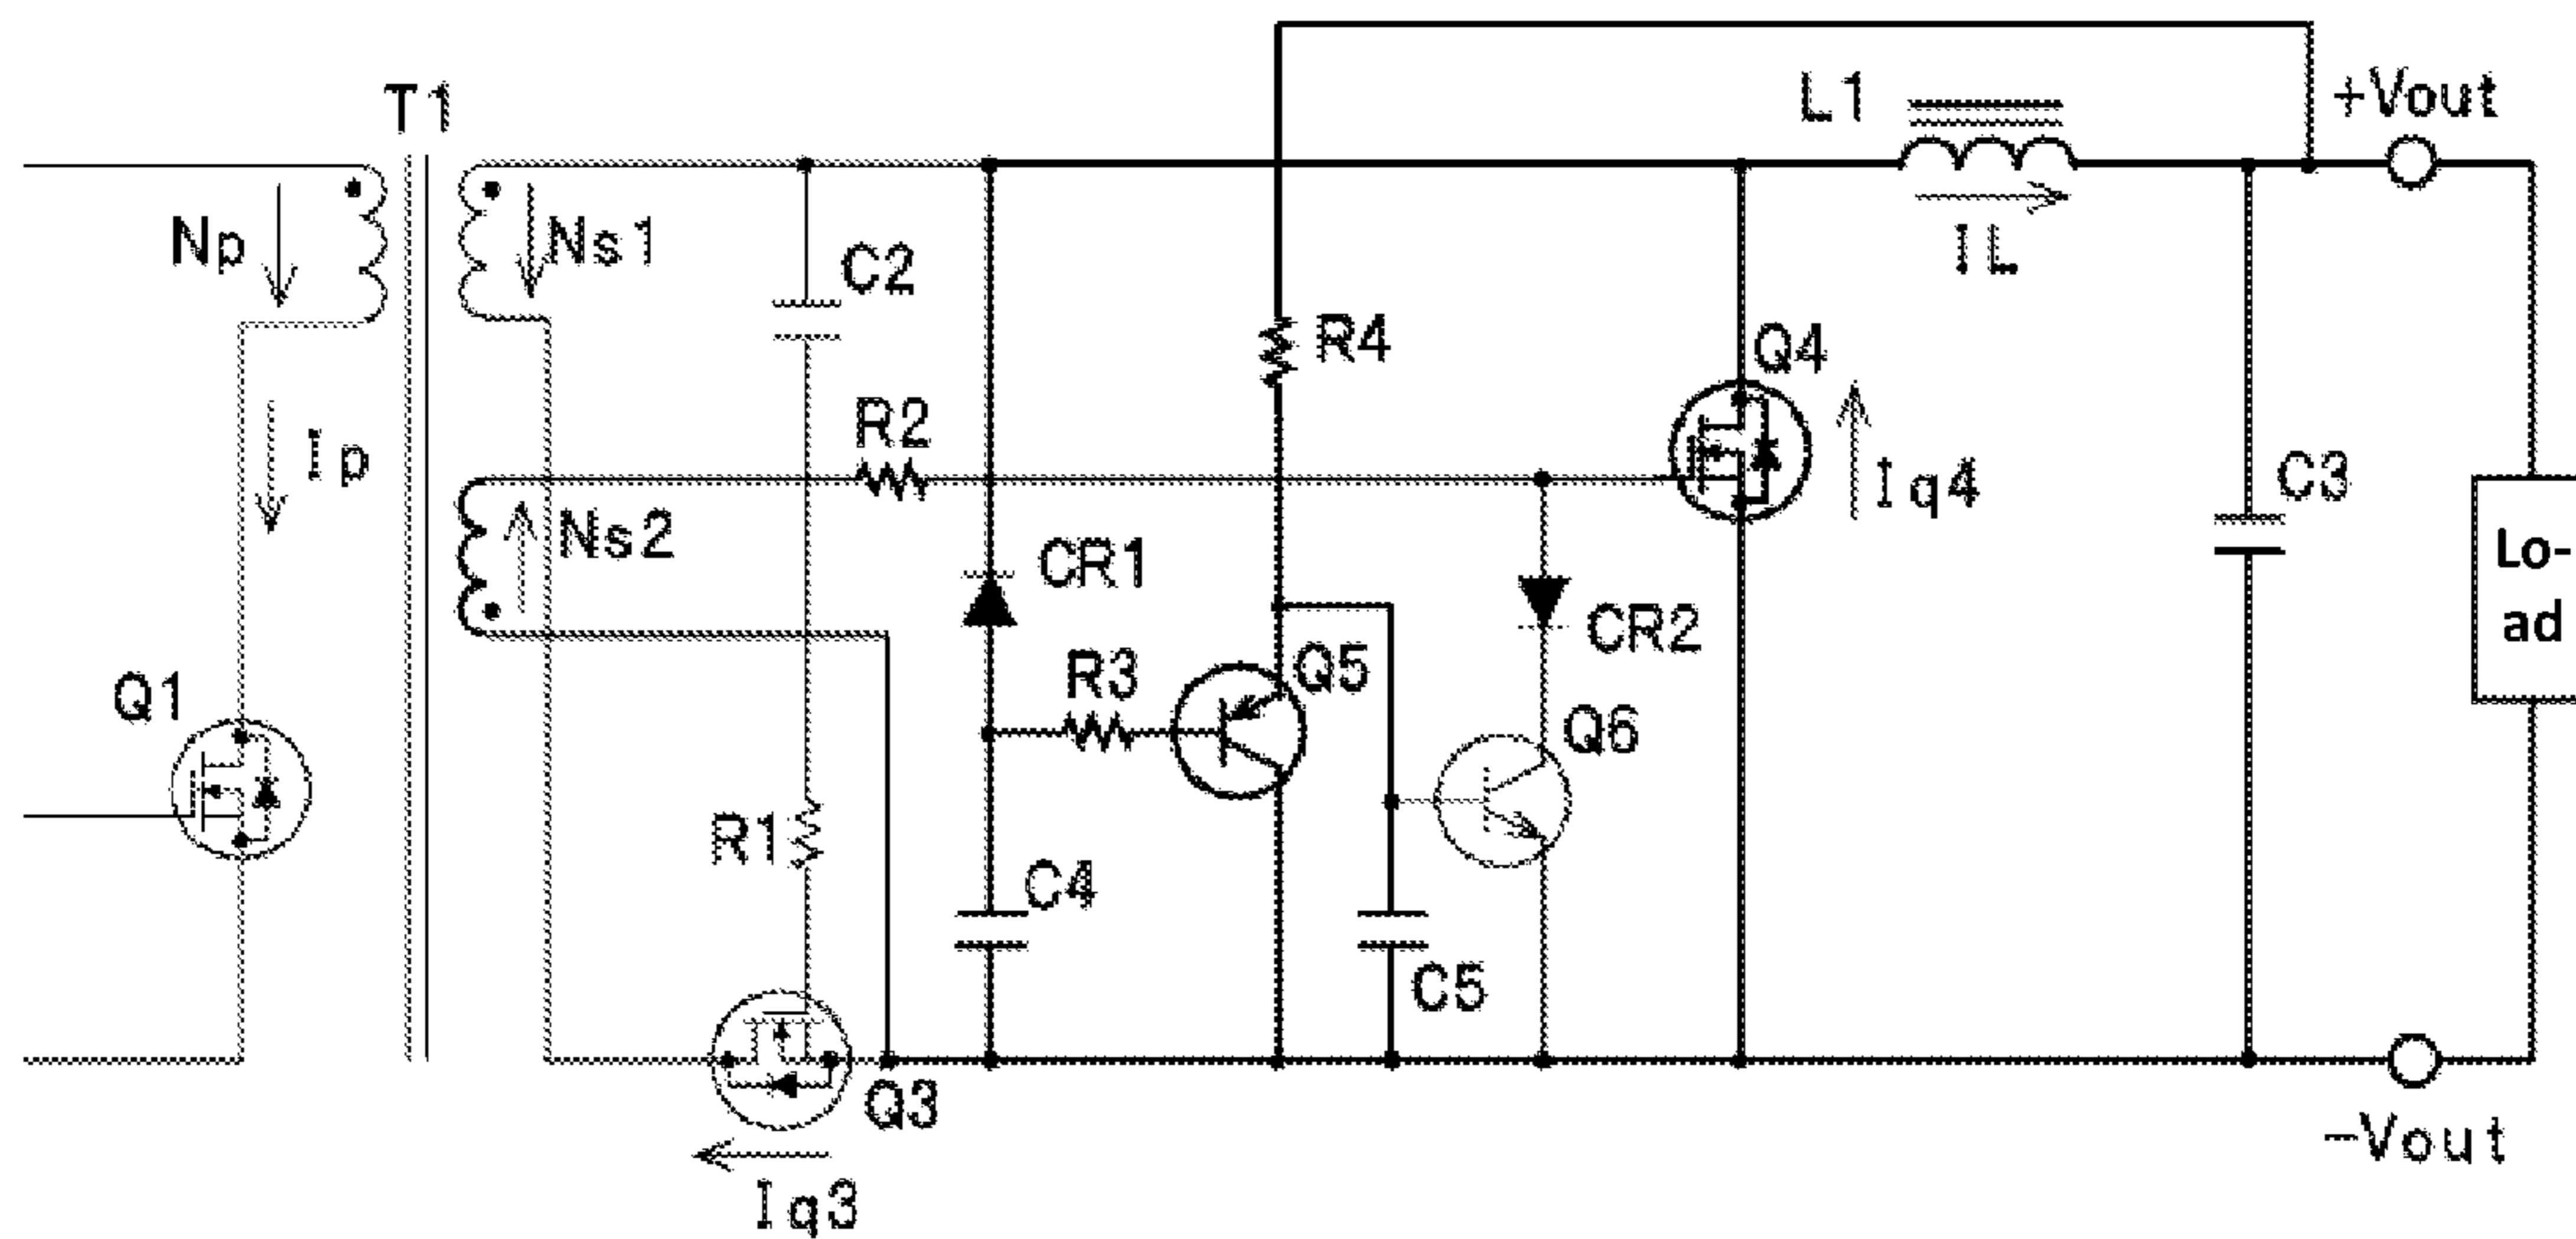 T1
L1
+Vout
Np
Ns1
C2
IL
R4
Q4
R2
Ip
Iq4
C3
Ns2
CR1
Lo-
ad
CR2
Q1
R3
Q5
Q6
R1
C4
C5
Q3
-Vout
Iq3